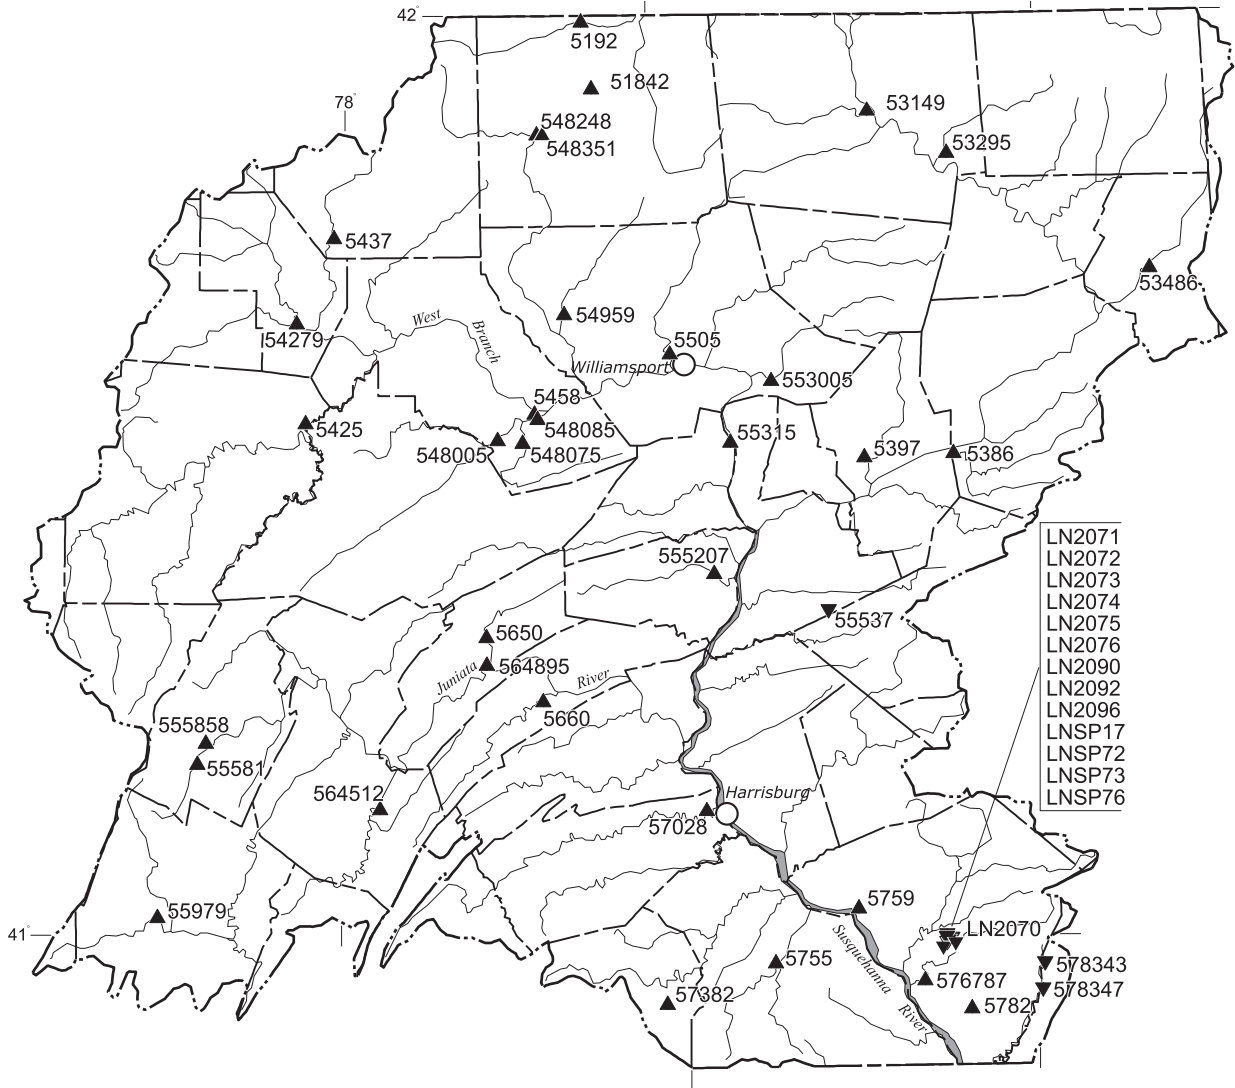 42°
5192
51842
78°
53149
548248
548351
53295
5437
53486
54279
54959
West
Branch
5505
Williamsport
553005
5458
548085
5425
55315
548005
548075
5397
5386
LN2071
LN2072
LN2073
LN2074
LN2075
LN2076
LN2090
LN2092
LN2096
LNSP17
LNSP72
LNSP73
LNSP76
555207
55537
5650
564895
Juniata
River
5660
555858
55581
564512
Harrisburg
57028
55979
5759
41°
LN2070
Susquehanna
River
5755
578343
576787
578347
57382
5782